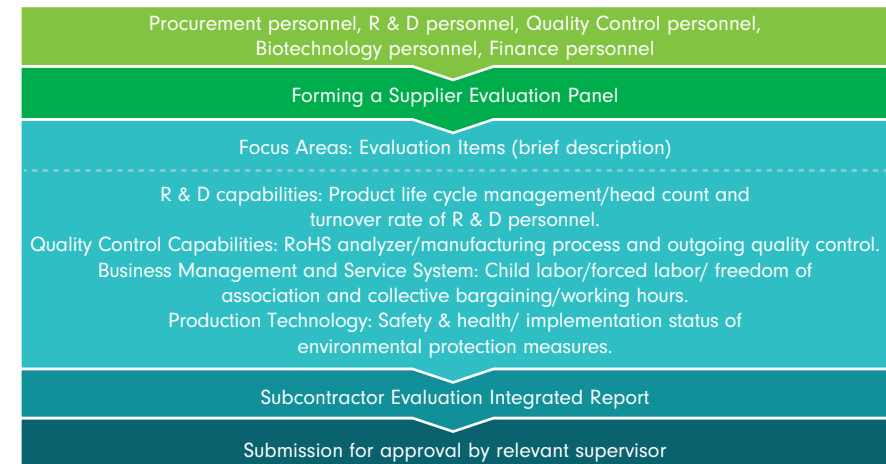 Procurement personnel, R & D personnel, Quality Control personnel,
Biotechnology personnel, Finance personnel
Forming a Supplier Evaluation Panel
Focus Areas: Evaluation Items (brief description)
R & D capabilities: Product life cycle management/head count and
turnover rate of R & D personnel.
Quality Control Capabilities: RoHS analyzer/manufacturing process and outgoing quality control.
Business Management and Service System: Child labor/forced labor/ freedom of
association and collective bargaining/working hours.
Production Technology: Safety & health/ implementation status of
environmental protection measures.
Subcontractor Evaluation Integrated Report
Submission for approval by relevant supervisor